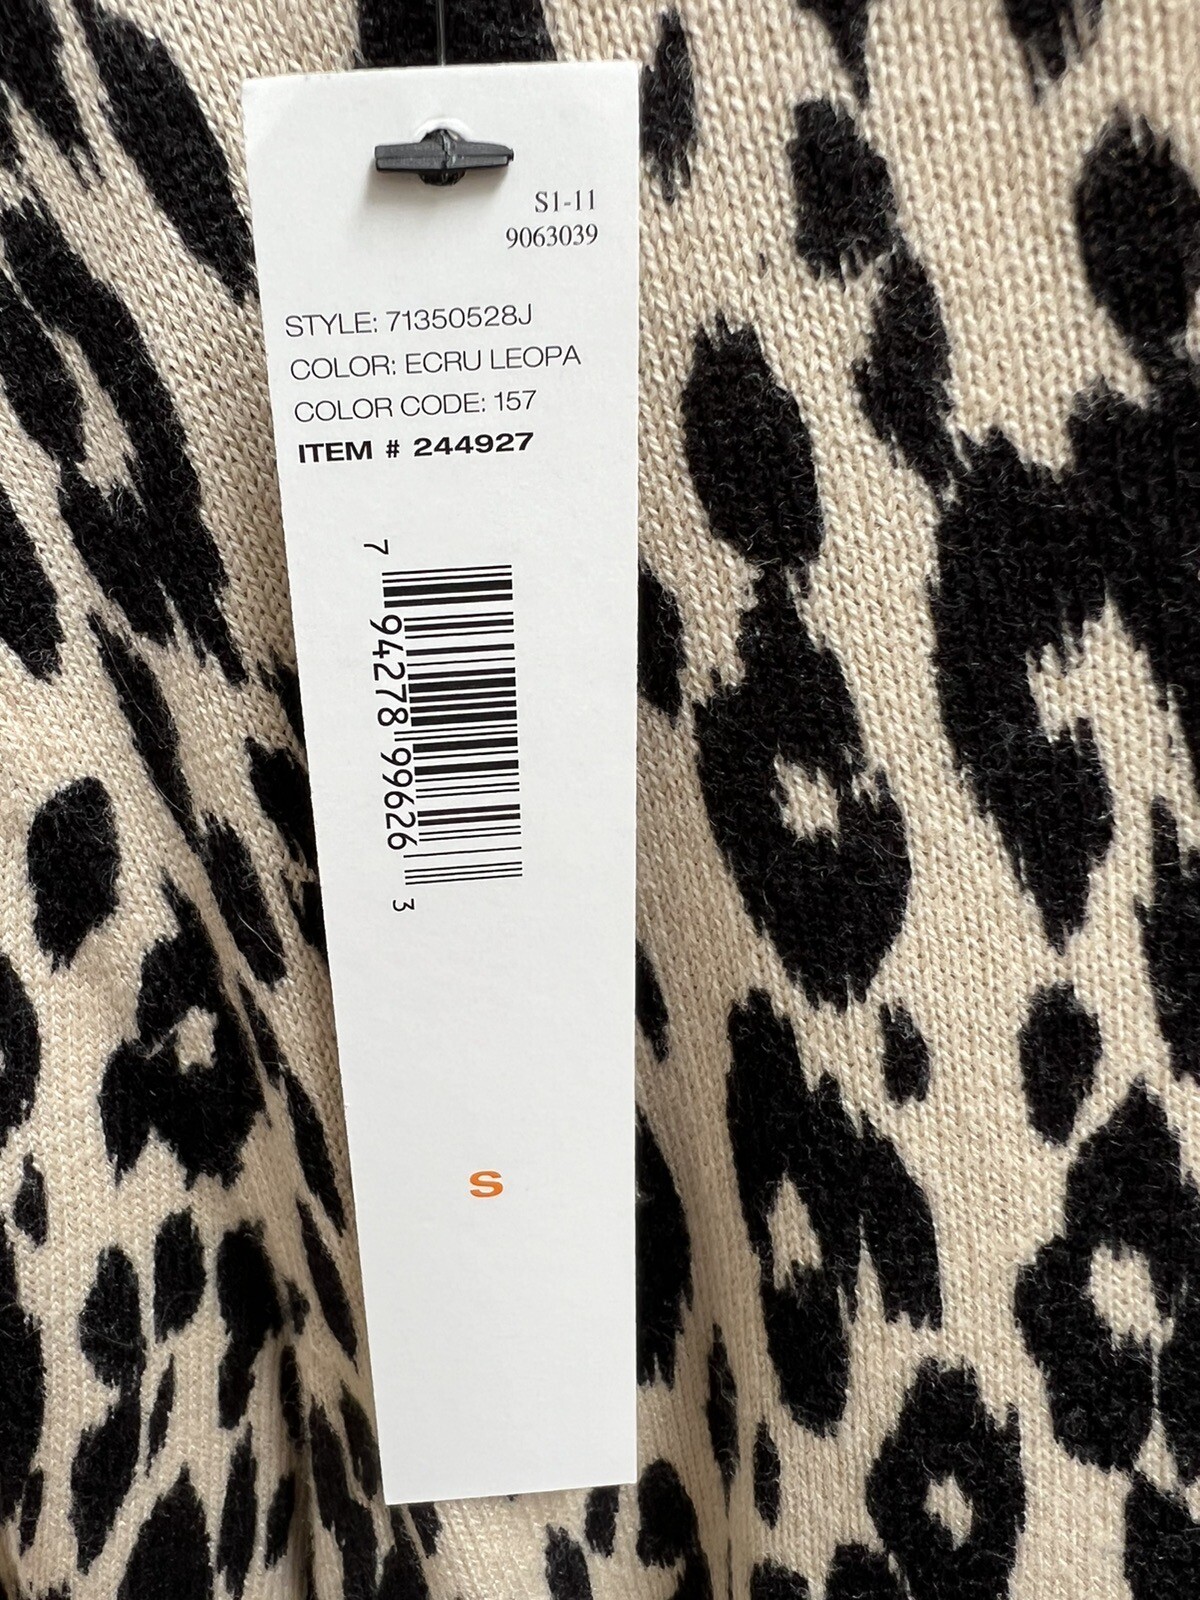 S1-11
9063039
STYLE: 71350528J
COLOR: ECRU LEOPA
COLOR CODE: 157
ITEM # 244927
7 94278 99626 3
S